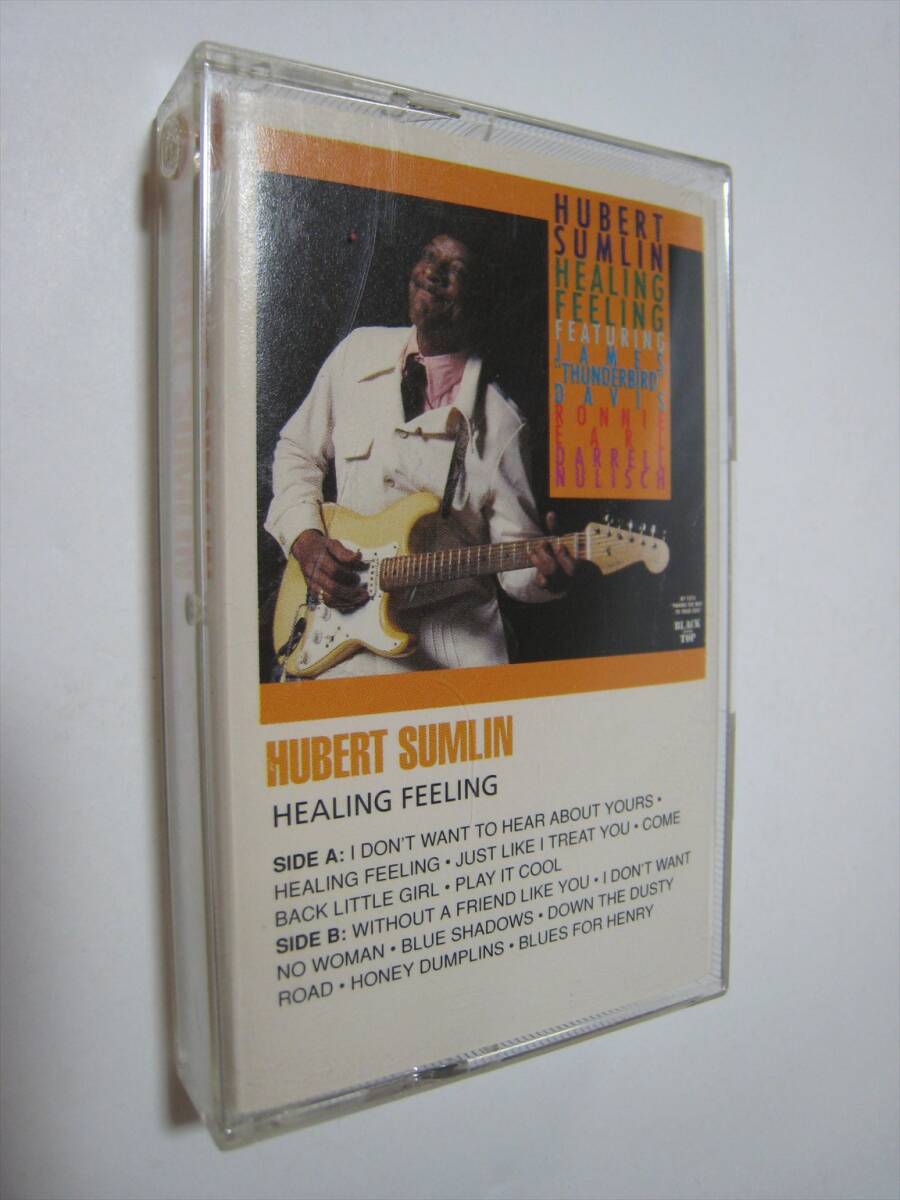 HUBERT
SUMLIN
HEALING
FEELING
FEATURING
JAMES
"THUNDERBIRD"
DAVIS
RONNIE
EARL
DARRELL
NULISCH
BLACK
TOP
HUBERT SUMLIN
HEALING FEELING
SIDE A: I DON'T WANT TO HEAR ABOUT YOURS •
HEALING FEELING • JUST LIKE I TREAT YOU • COME
BACK LITTLE GIRL • PLAY IT COOL
SIDE B: WITHOUT A FRIEND LIKE YOU • I DON'T WANT
NO WOMAN • BLUE SHADOWS • DOWN THE DUSTY
ROAD • HONEY DUMPLINS • BLUES FOR HENRY